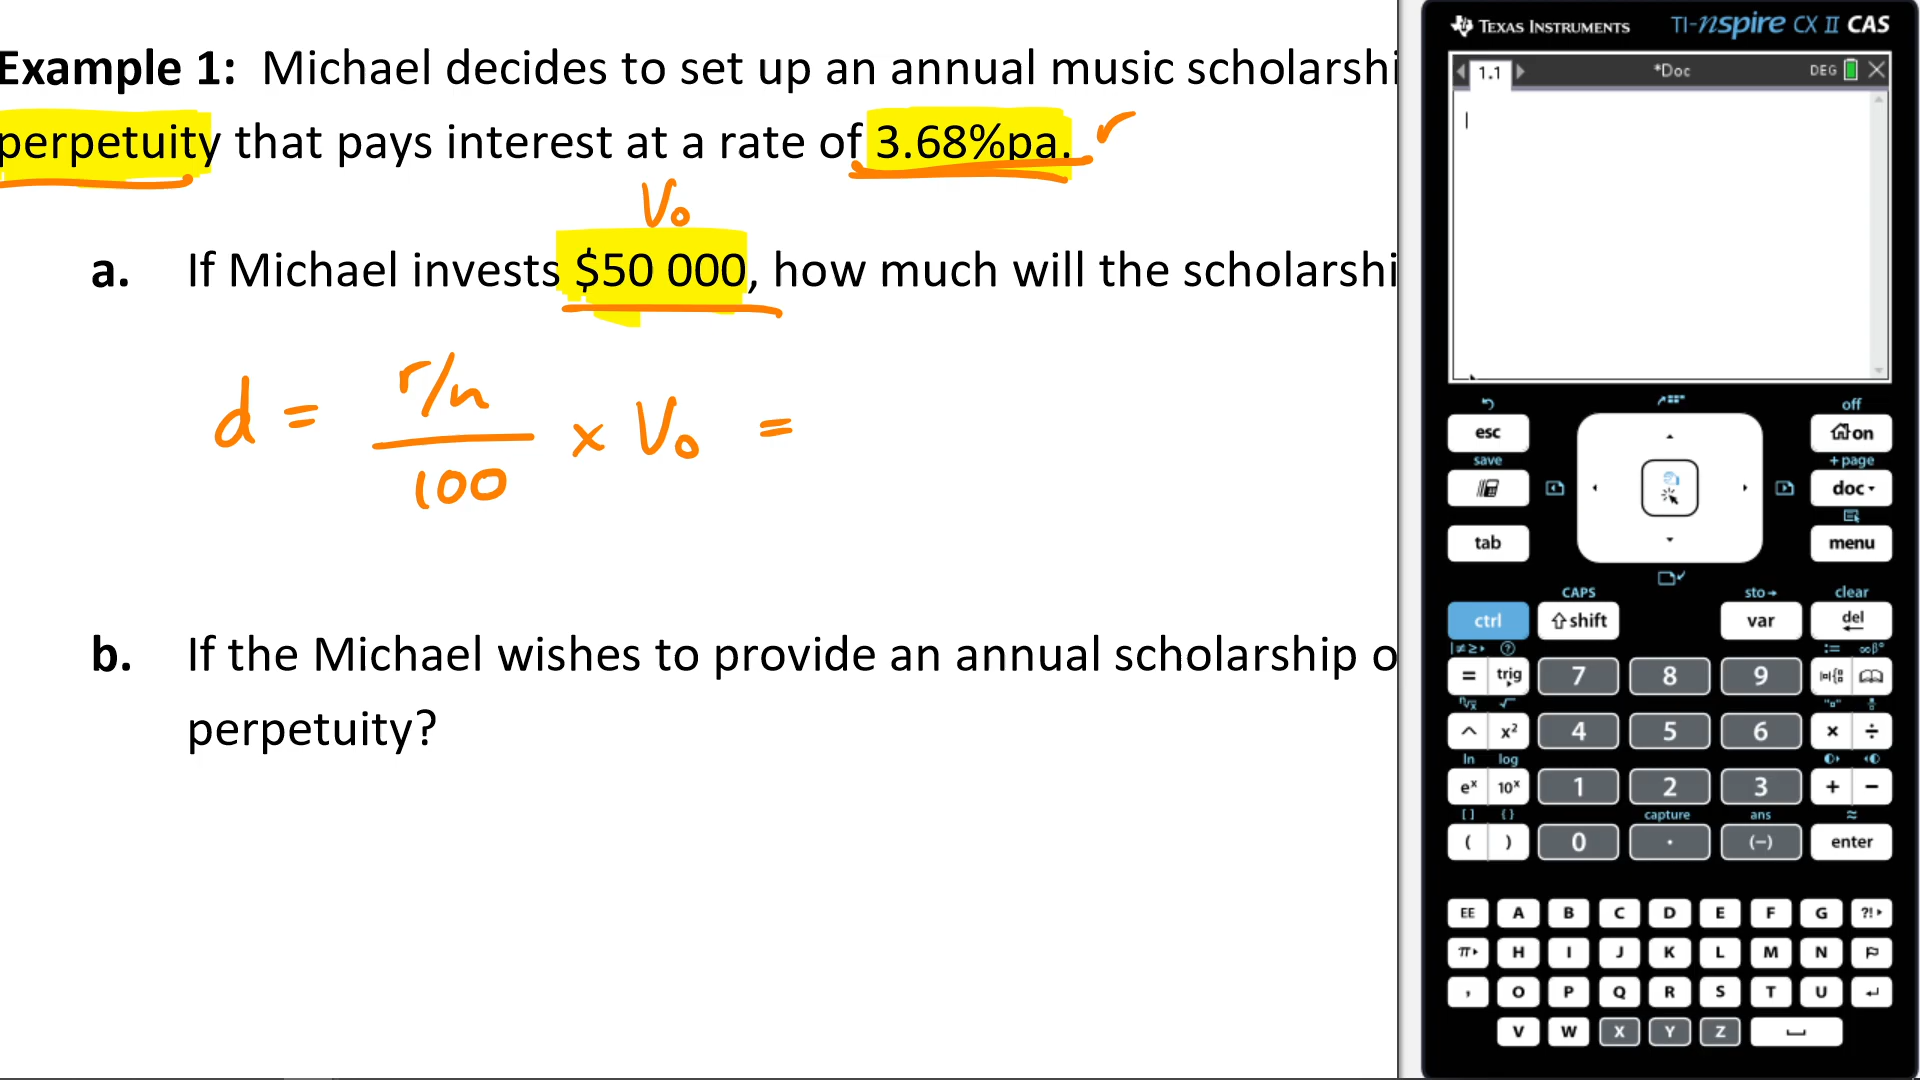 Example 1: Michael decides to set up an annual music scholarshi
perpetuity that pays interest at a rate of 3.68%pa. r
V₀
a. If Michael invests $50 000, how much will the scholarshi
d = r/n / 100 × V₀ =
b. If the Michael wishes to provide an annual scholarship o
perpetuity?
TEXAS INSTRUMENTS TI-nspire CX II CAS
1.1 *Doc DEG
off
esc on
save + page
doc
tab menu
CAPS sto→ clear
ctrl shift var del
|≠≥▸ ? := ∞β°
= trig 7 8 9
ⁿ√x √ "▫"
^ x² 4 5 6 × ÷
ln log
eˣ 10ˣ 1 2 3 + −
[ ] { } capture ans ≈
( ) 0 . (−) enter
EE A B C D E F G ?!▸
π▸ H I J K L M N
, O P Q R S T U ↵
V W X Y Z